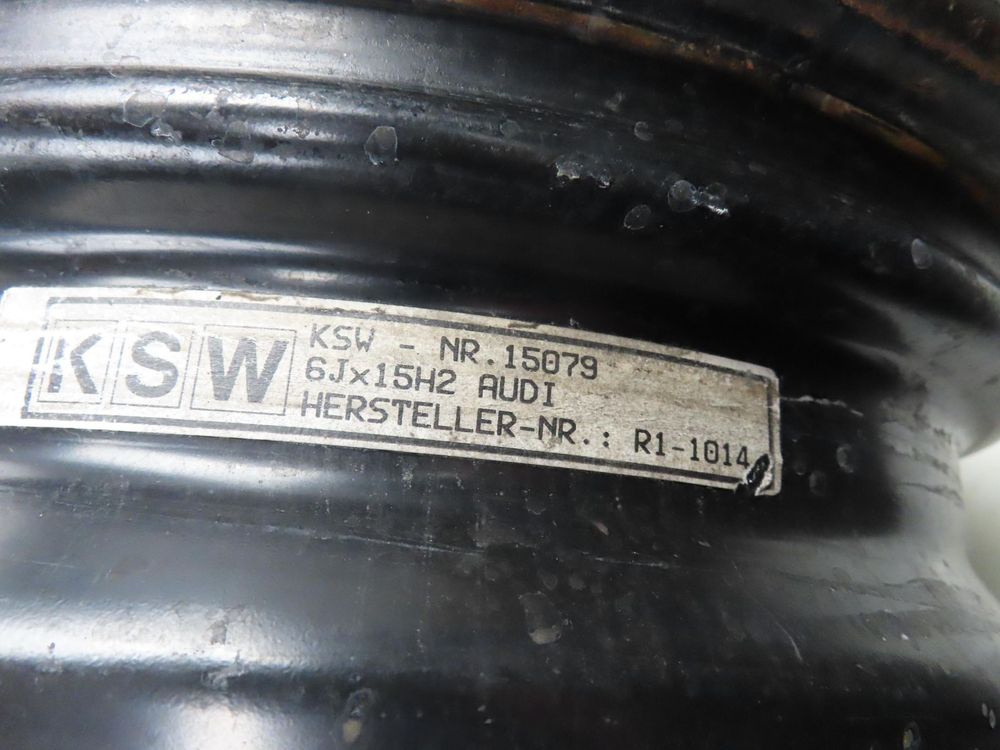 KSW
KSW - NR.15079
6Jx15H2 AUDI
HERSTELLER-NR.: R1-1014